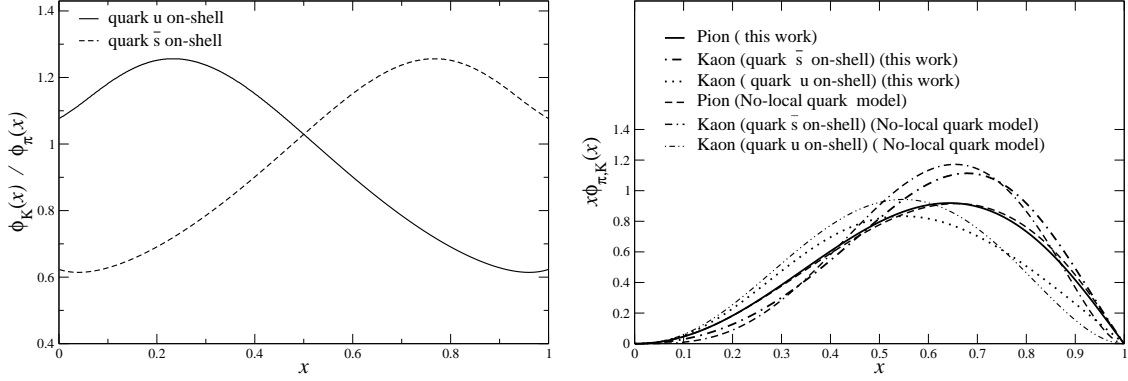 quark u on-shell
quark s̄ on-shell
ϕ_K(x) / ϕ_π(x)
1.4
1.2
1
0.8
0.6
0.4
0 0.2 0.4 0.6 0.8 1
x
Pion ( this work)
Kaon (quark s̄ on-shell) (this work)
Kaon ( quark u on-shell) (this work)
Pion (No-local quark model)
Kaon (quark s̄ on-shell) (No-local quark model)
Kaon (quark u on-shell) ( No-local quark model)
xϕ_π,K(x)
1.4
1.2
1
0.8
0.6
0.4
0.2
0
0 0.1 0.2 0.3 0.4 0.5 0.6 0.7 0.8 0.9 1
x